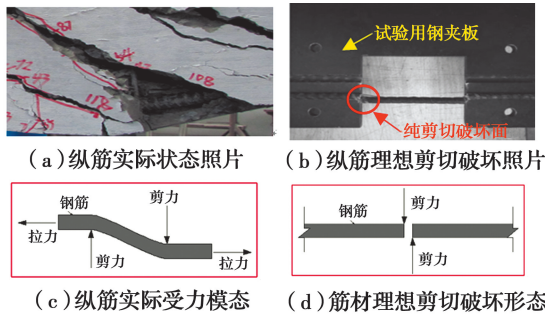 试验用钢夹板
纯剪切破坏面
(a)纵筋实际状态照片
(b)纵筋理想剪切破坏照片
钢筋
剪力
拉力
剪力
拉力
(c)纵筋实际受力模态
钢筋
剪力
剪力
(d)筋材理想剪切破坏形态